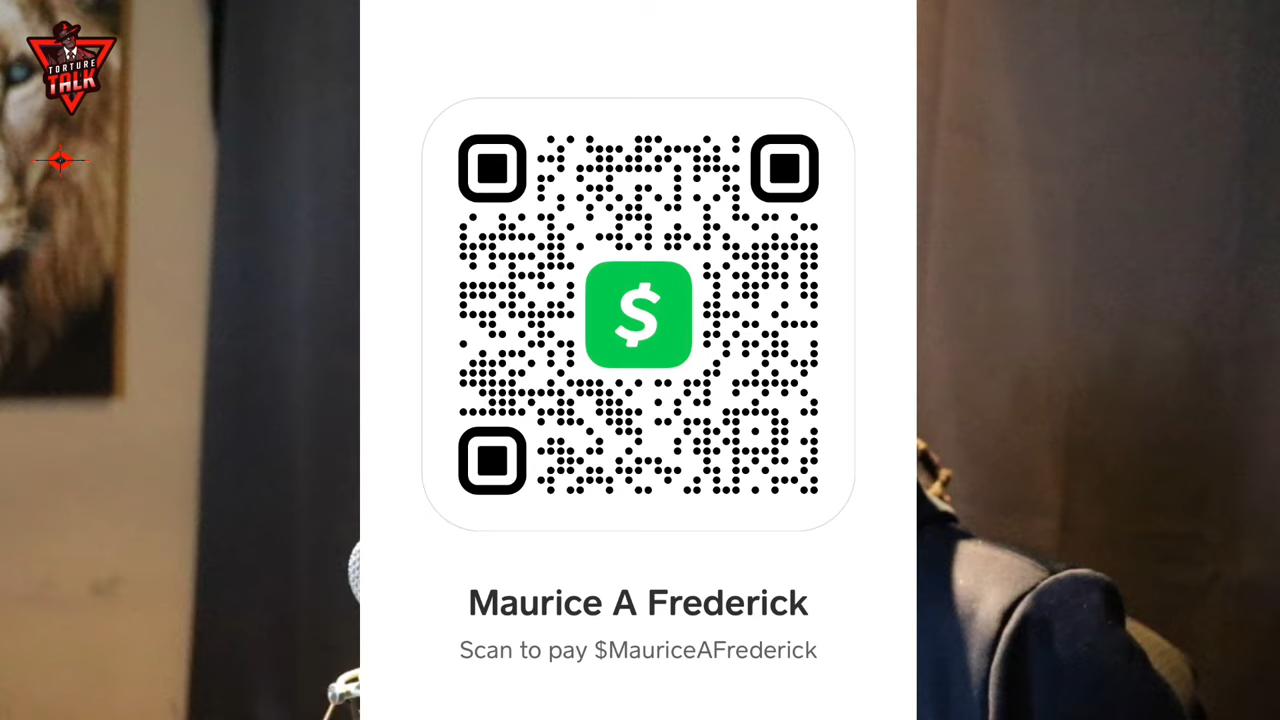 TORTURE
TALK
$
Maurice A Frederick
Scan to pay $MauriceAFrederick